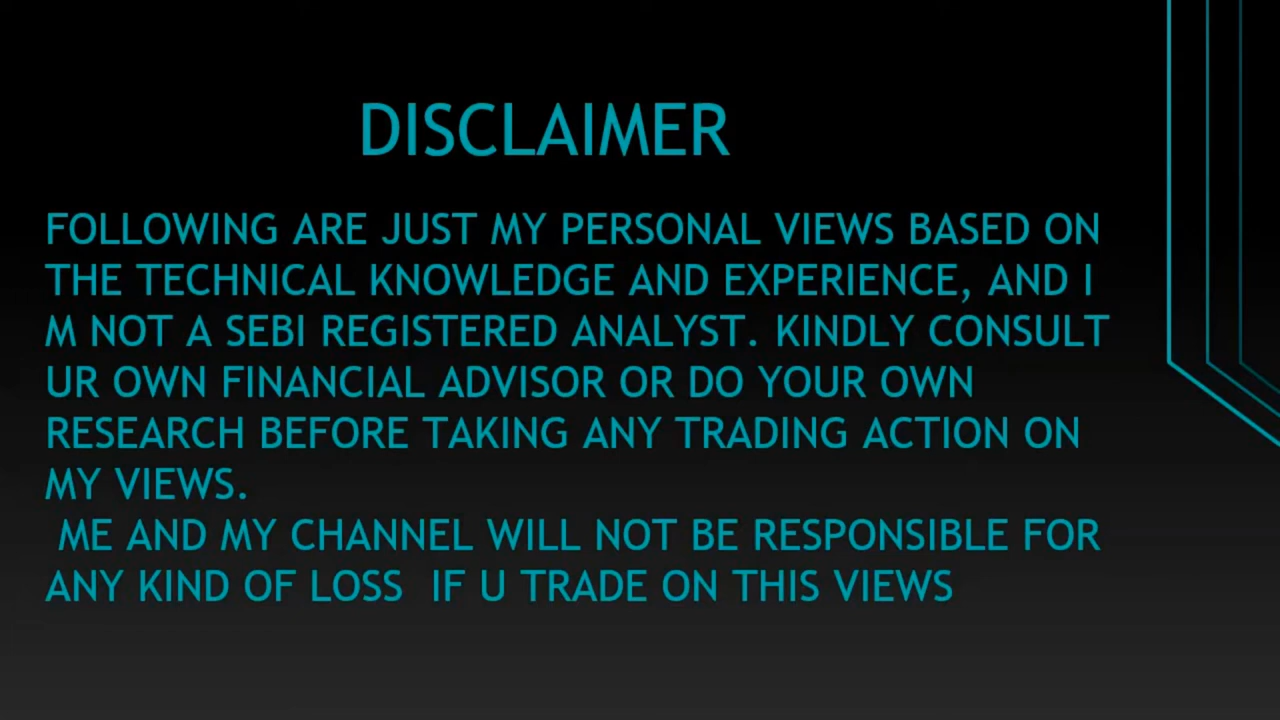 DISCLAIMER
FOLLOWING ARE JUST MY PERSONAL VIEWS BASED ON
THE TECHNICAL KNOWLEDGE AND EXPERIENCE, AND I
M NOT A SEBI REGISTERED ANALYST. KINDLY CONSULT
UR OWN FINANCIAL ADVISOR OR DO YOUR OWN
RESEARCH BEFORE TAKING ANY TRADING ACTION ON
MY VIEWS.
ME AND MY CHANNEL WILL NOT BE RESPONSIBLE FOR
ANY KIND OF LOSS  IF U TRADE ON THIS VIEWS